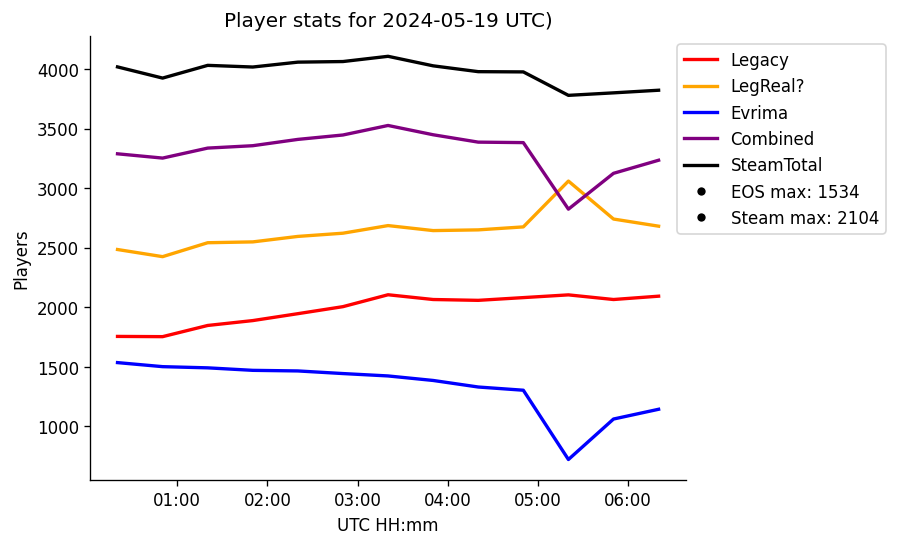 Player stats for 2024-05-19 UTC)
Legacy
LegReal?
Evrima
Combined
SteamTotal
EOS max: 1534
Steam max: 2104
Players
4000
3500
3000
2500
2000
1500
1000
01:00
02:00
03:00
04:00
05:00
06:00
UTC HH:mm